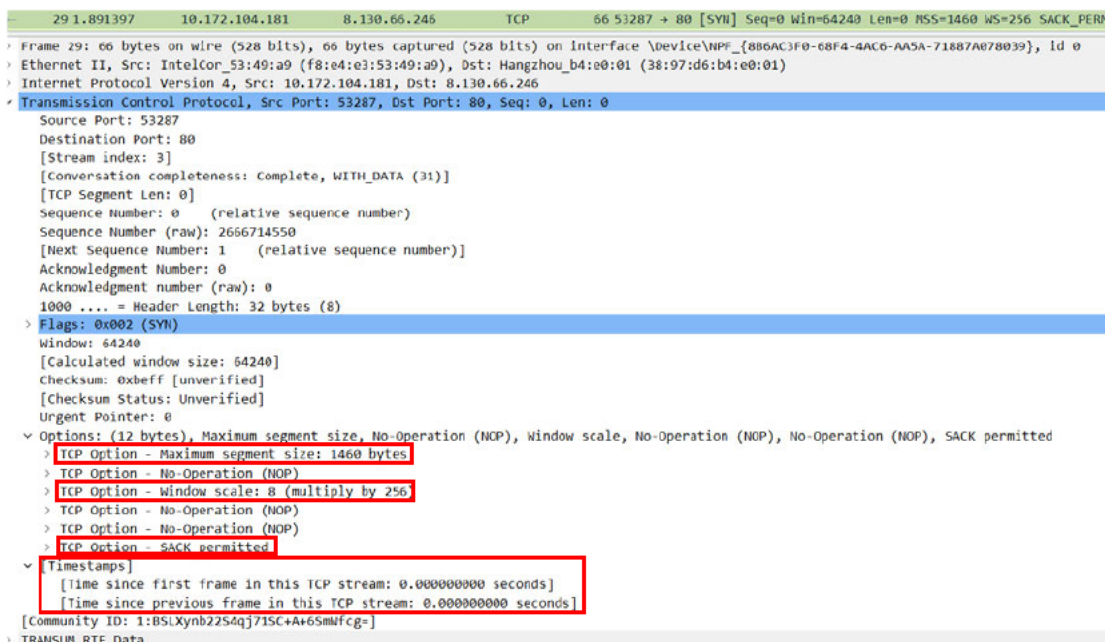 29 1.891397 10.172.104.181 8.130.66.246 TCP 66 53287 → 80 [SYN] Seq=0 Win=64240 Len=0 MSS=1460 WS=256 SACK_PERM
Frame 29: 66 bytes on wire (528 bits), 66 bytes captured (528 bits) on interface \Device\NPF_{886AC3F0-68F4-4AC6-AA5A-71887A078039}, id 0
Ethernet II, Src: IntelCor_53:49:a9 (f8:e4:e3:53:49:a9), Dst: Hangzhou_b4:e0:01 (38:97:d6:b4:e0:01)
Internet Protocol Version 4, Src: 10.172.104.181, Dst: 8.130.66.246
Transmission Control Protocol, Src Port: 53287, Dst Port: 80, Seq: 0, Len: 0
Source Port: 53287
Destination Port: 80
[Stream index: 3]
[Conversation completeness: Complete, WITH_DATA (31)]
[TCP Segment Len: 0]
Sequence Number: 0 (relative sequence number)
Sequence Number (raw): 2666714550
[Next Sequence Number: 1 (relative sequence number)]
Acknowledgment Number: 0
Acknowledgment number (raw): 0
1000 .... = Header Length: 32 bytes (8)
Flags: 0x002 (SYN)
Window: 64240
[Calculated window size: 64240]
Checksum: 0xbeff [unverified]
[Checksum Status: Unverified]
Urgent Pointer: 0
Options: (12 bytes), Maximum segment size, No-Operation (NOP), Window scale, No-Operation (NOP), No-Operation (NOP), SACK permitted
TCP Option - Maximum segment size: 1460 bytes
TCP Option - No-Operation (NOP)
TCP Option - Window scale: 8 (multiply by 256)
TCP Option - No-Operation (NOP)
TCP Option - No-Operation (NOP)
TCP Option - SACK permitted
[Timestamps]
[Time since first frame in this TCP stream: 0.000000000 seconds]
[Time since previous frame in this TCP stream: 0.000000000 seconds]
[Community ID: 1:BSLXynb22S4qj71SC+A+6SmWfcg=]
TRANSUM RTE Data